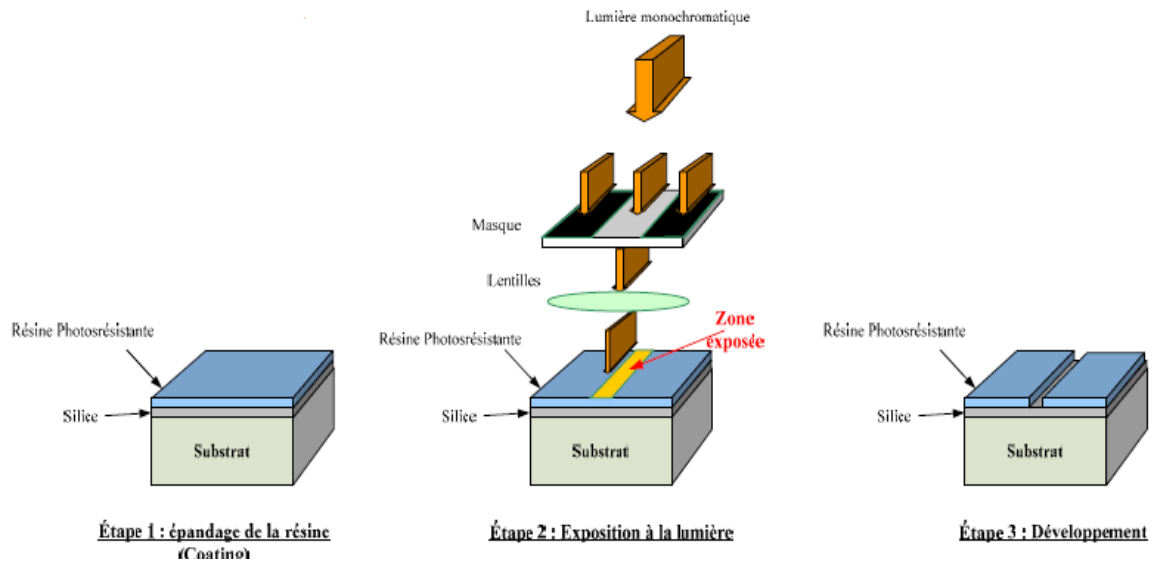 Lumière monochromatique
Masque
Lentilles
Résine Photosrésistante
Silice
Substrat
Étape 1 : épandage de la résine
(Coating)
Résine Photosrésistante
Zone
exposée
Silice
Substrat
Étape 2 : Exposition à la lumière
Résine Photosrésistante
Silice
Substrat
Étape 3 : Développement